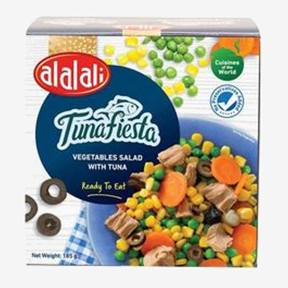 alalali
Cuisines
of the
World
Tunafiesta
VEGETABLES SALAD
WITH TUNA
Ready To Eat
Net Weight: 185 g